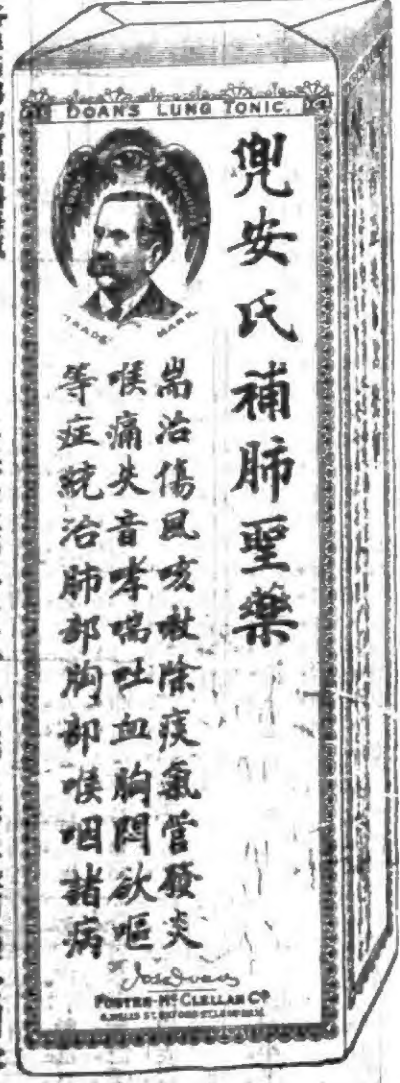 DOAN'S LUNG TONIC.
TRADE MARK
兜安氏補肺聖藥
耑治傷風咳嗽除痰氣管發炎
喉痛失音哮喘吐血胸悶欲嘔
等症統治肺部胸部喉咽諸病
FOSTER-McCLELLAN Co